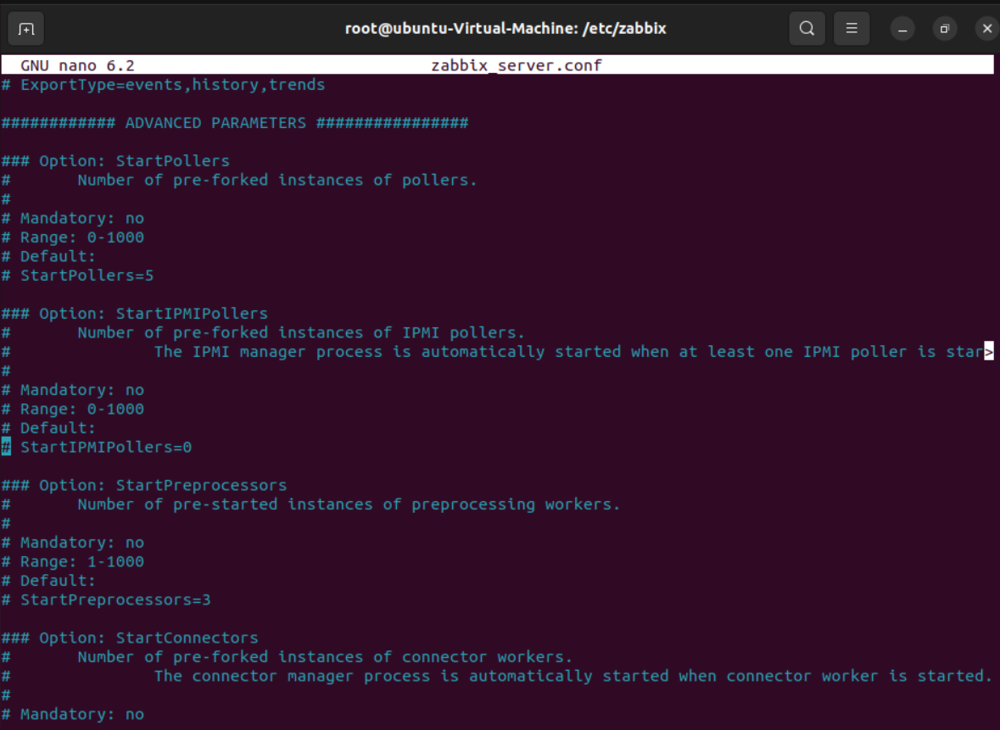 root@ubuntu-Virtual-Machine: /etc/zabbix
GNU nano 6.2 zabbix_server.conf
# ExportType=events,history,trends
############ ADVANCED PARAMETERS ################
### Option: StartPollers
# Number of pre-forked instances of pollers.
#
# Mandatory: no
# Range: 0-1000
# Default:
# StartPollers=5
### Option: StartIPMIPollers
# Number of pre-forked instances of IPMI pollers.
# The IPMI manager process is automatically started when at least one IPMI poller is star>
#
# Mandatory: no
# Range: 0-1000
# Default:
# StartIPMIPollers=0
### Option: StartPreprocessors
# Number of pre-started instances of preprocessing workers.
#
# Mandatory: no
# Range: 1-1000
# Default:
# StartPreprocessors=3
### Option: StartConnectors
# Number of pre-forked instances of connector workers.
# The connector manager process is automatically started when connector worker is started.
#
# Mandatory: no